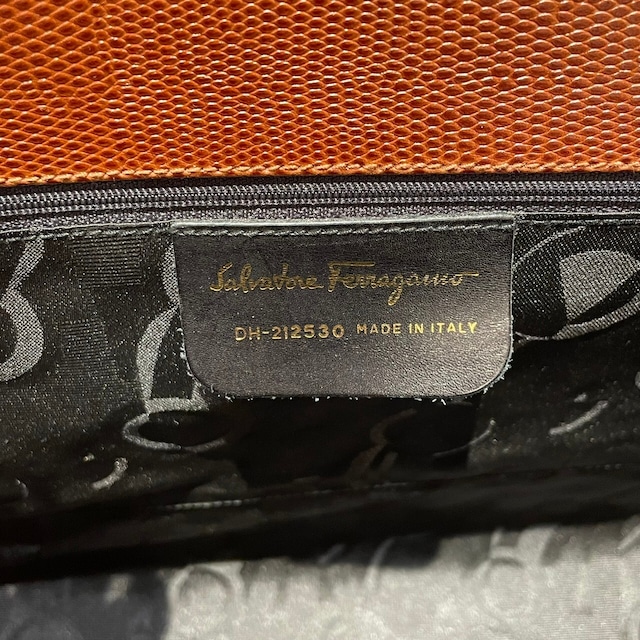 Salvatore Ferragamo
DH-212530 MADE IN ITALY